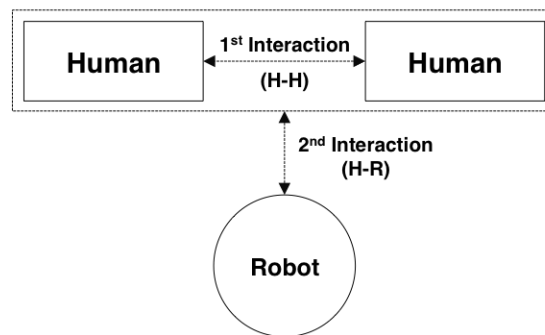 Human
1st Interaction
(H-H)
Human
2nd Interaction
(H-R)
Robot